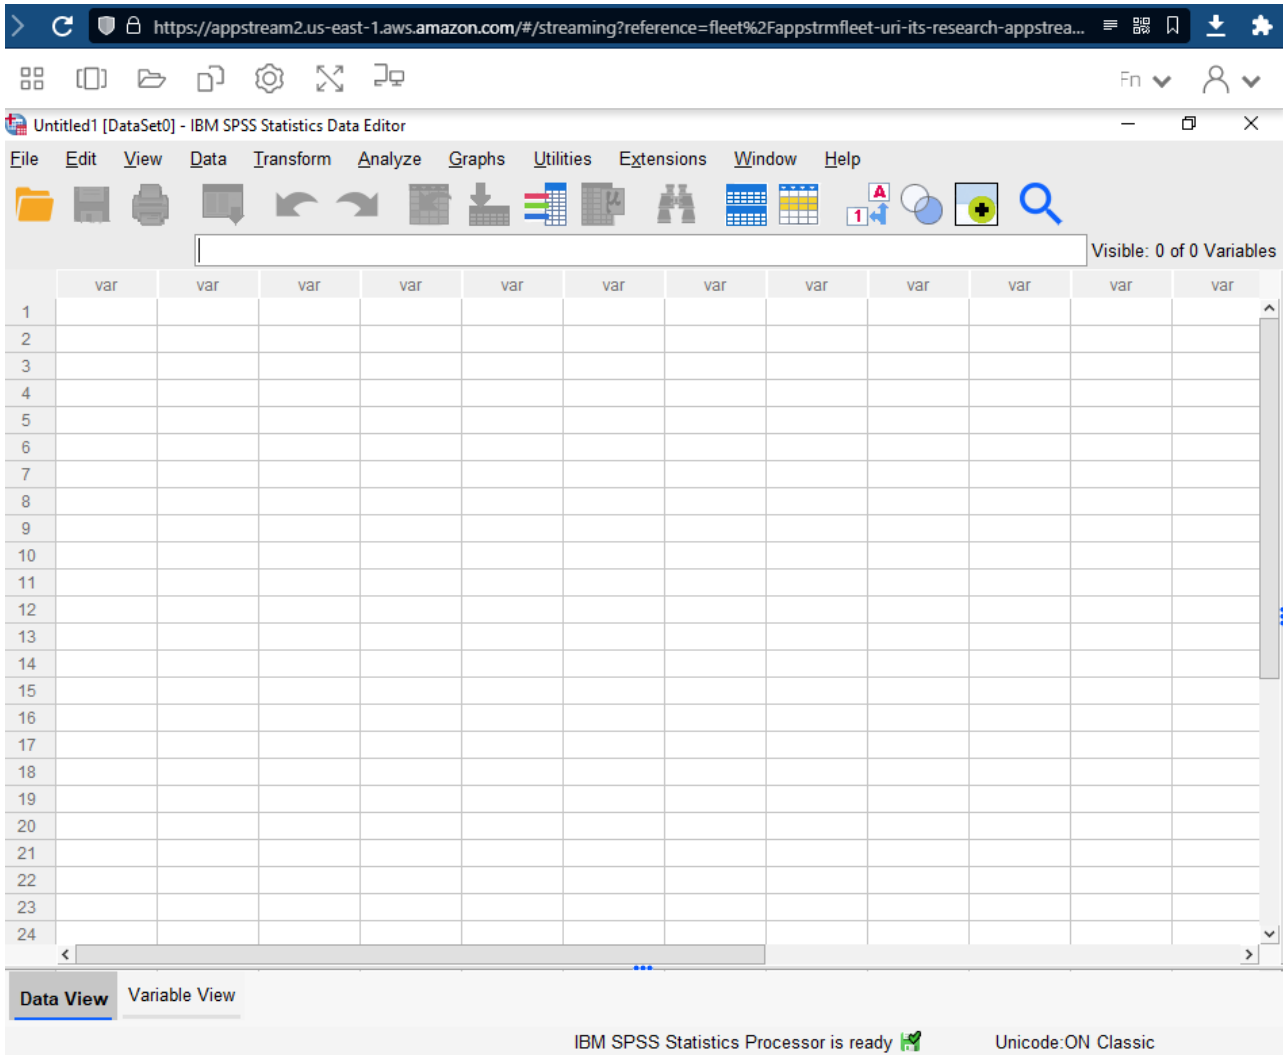 https://appstream2.us-east-1.aws.amazon.com/#/streaming?reference=fleet%2Fappstrmfleet-uri-its-research-appstrea...
Fn
Untitled1 [DataSet0] - IBM SPSS Statistics Data Editor
File Edit View Data Transform Analyze Graphs Utilities Extensions Window Help
A
1
μ
Visible: 0 of 0 Variables
var var var var var var var var var var var var
1
2
3
4
5
6
7
8
9
10
11
12
13
14
15
16
17
18
19
20
21
22
23
24
Data View Variable View
IBM SPSS Statistics Processor is ready Unicode:ON Classic